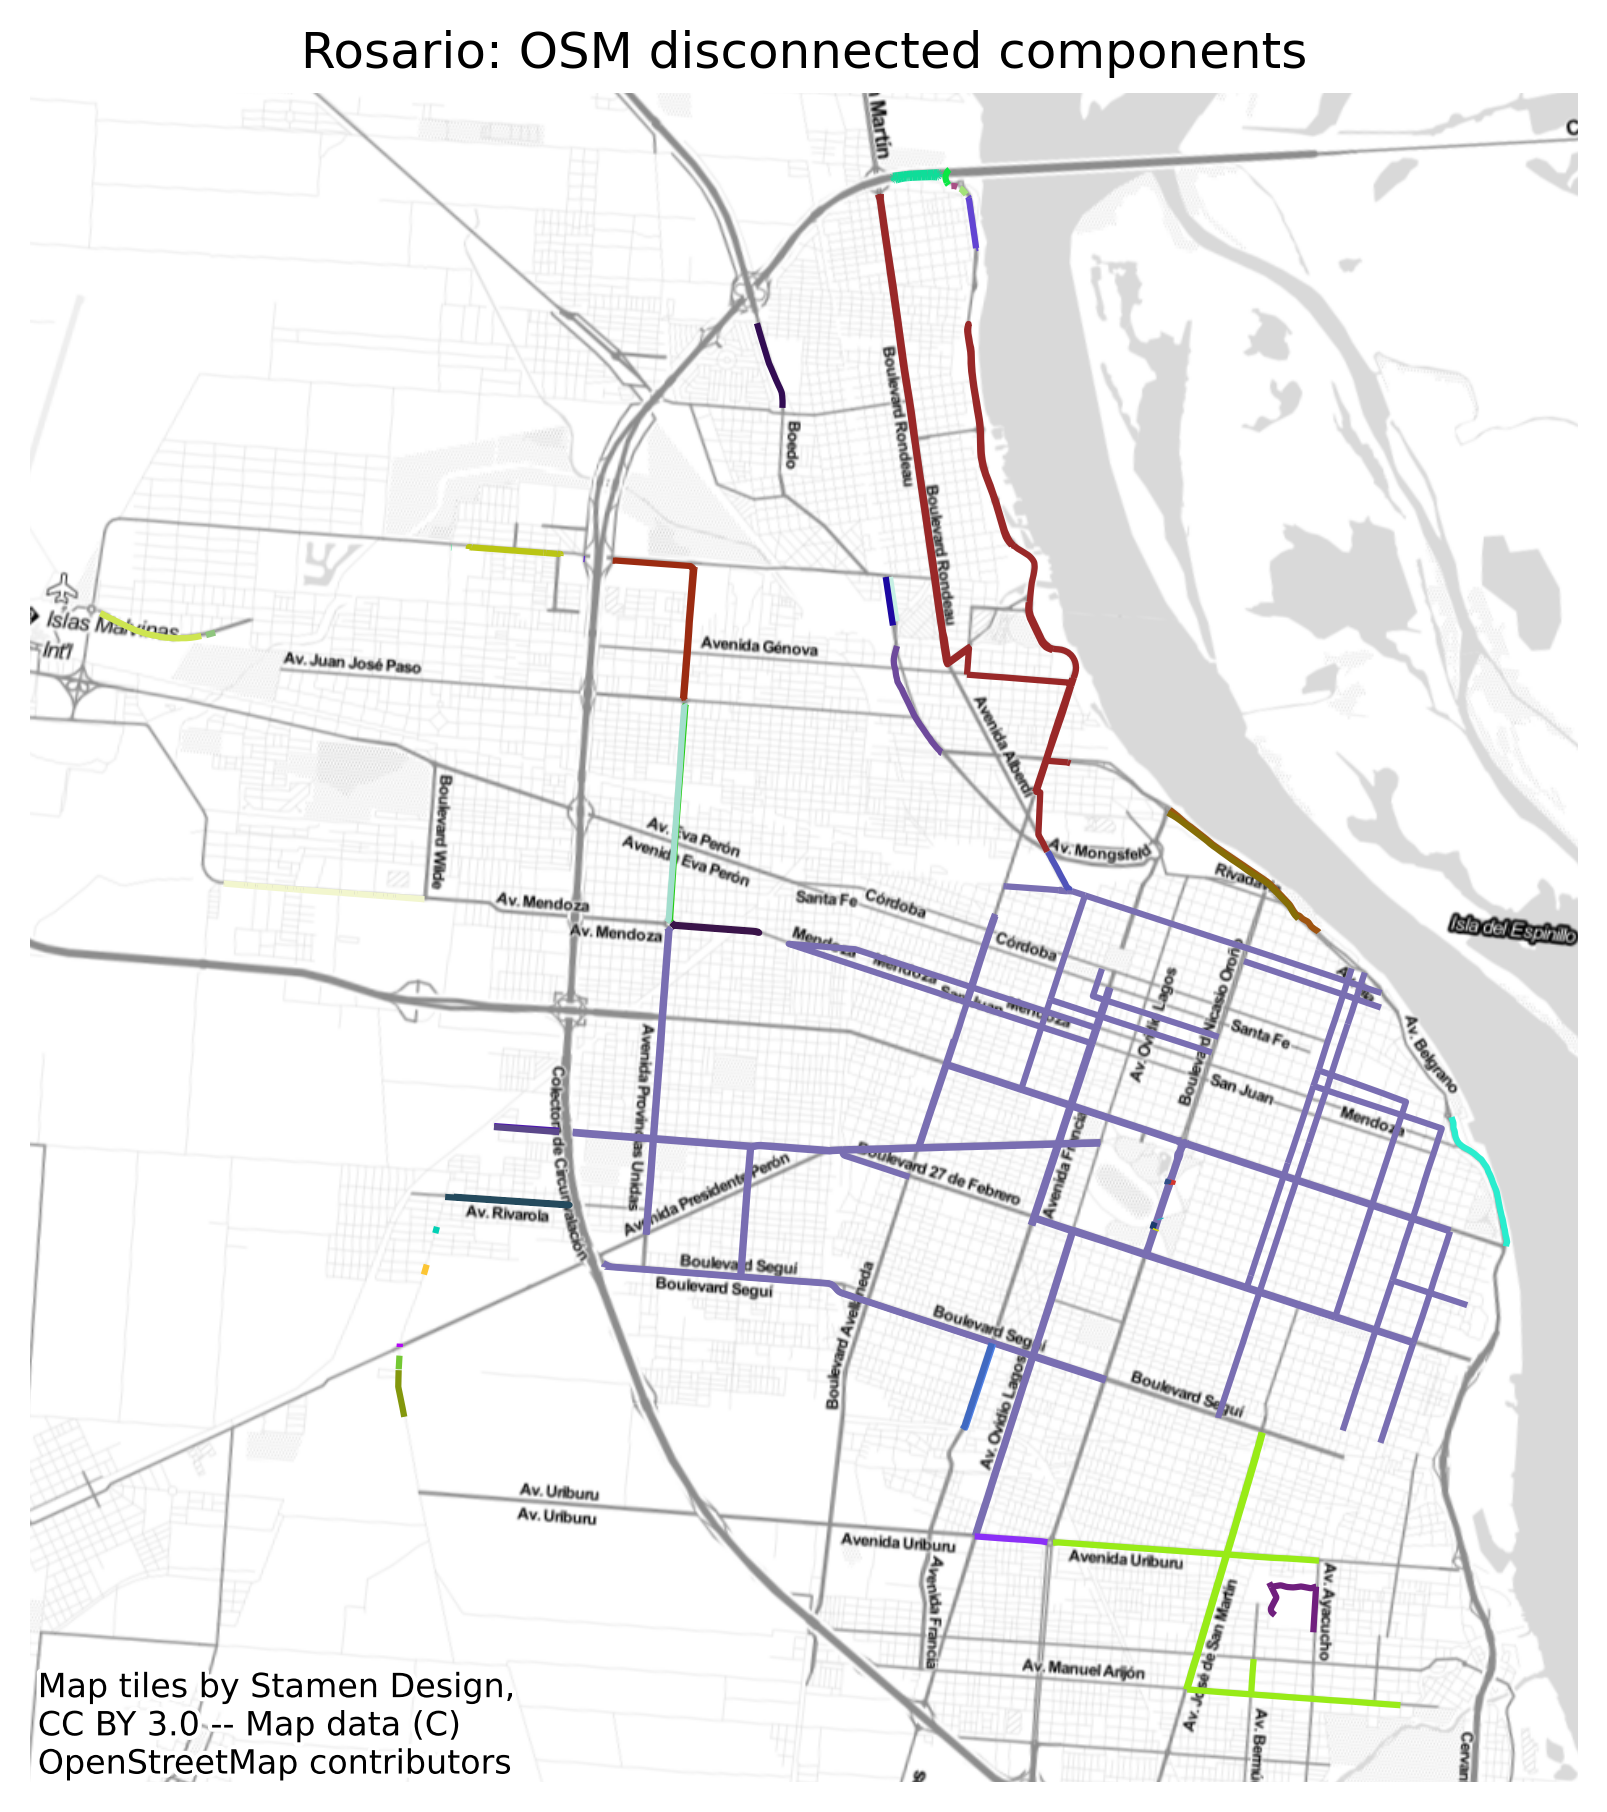 Rosario: OSM disconnected components
Martín
C
Boulevard Rondeau
Boedo
Boulevard Rondeau
Islas Malvinas
Int'l
Av. Juan José Paso
Avenida Génova
Avenida Alberdi
Boulevard Wilde
Av. Eva Perón
Avenida Eva Perón
Av. Mongsfeld
Rivadavia
Av. Mendoza
Santa Fe
Córdoba
Isla del Espinillo
Av. Mendoza
Mendoza
Córdoba
Mendoza
San Juan
Mendoza
Av. Ovidio Lagos
Boulevard Nicasio Oroño
Santa Fe
Av. Belgrano
Colectora de Circunvalación
Avenida Provincias Unidas
San Juan
Mendoza
Avenida Presidente Perón
Boulevard 27 de Febrero
Avenida Francia
Av. Rivarola
Boulevard Seguí
Boulevard Seguí
Boulevard Avellaneda
Boulevard Seguí
Boulevard Seguí
Av. Ovidio Lagos
Av. Uriburu
Av. Uriburu
Avenida Uriburu
Avenida Uriburu
Avenida Francia
Av. José de San Martín
Av. Ayacucho
Av. Manuel Arijón
Av. Bermú
Cervan
Map tiles by Stamen Design,
CC BY 3.0 -- Map data (C)
OpenStreetMap contributors